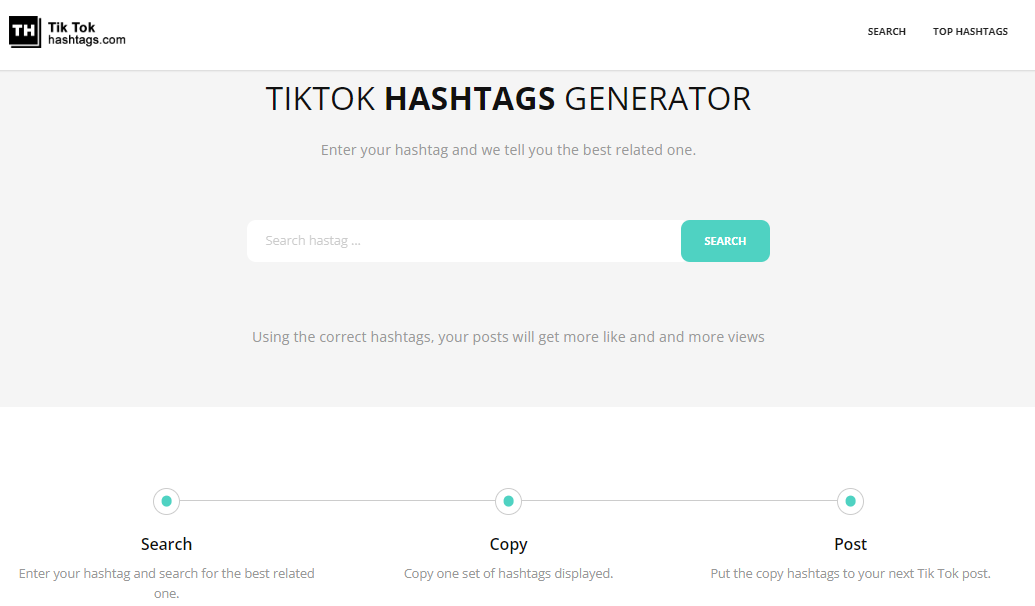 TH Tik Tok
hashtags.com
SEARCH TOP HASHTAGS
TIKTOK HASHTAGS GENERATOR
Enter your hashtag and we tell you the best related one.
Search hastag ...
SEARCH
Using the correct hashtags, your posts will get more like and and more views
Search
Copy
Post
Enter your hashtag and search for the best related
one.
Copy one set of hashtags displayed.
Put the copy hashtags to your next Tik Tok post.